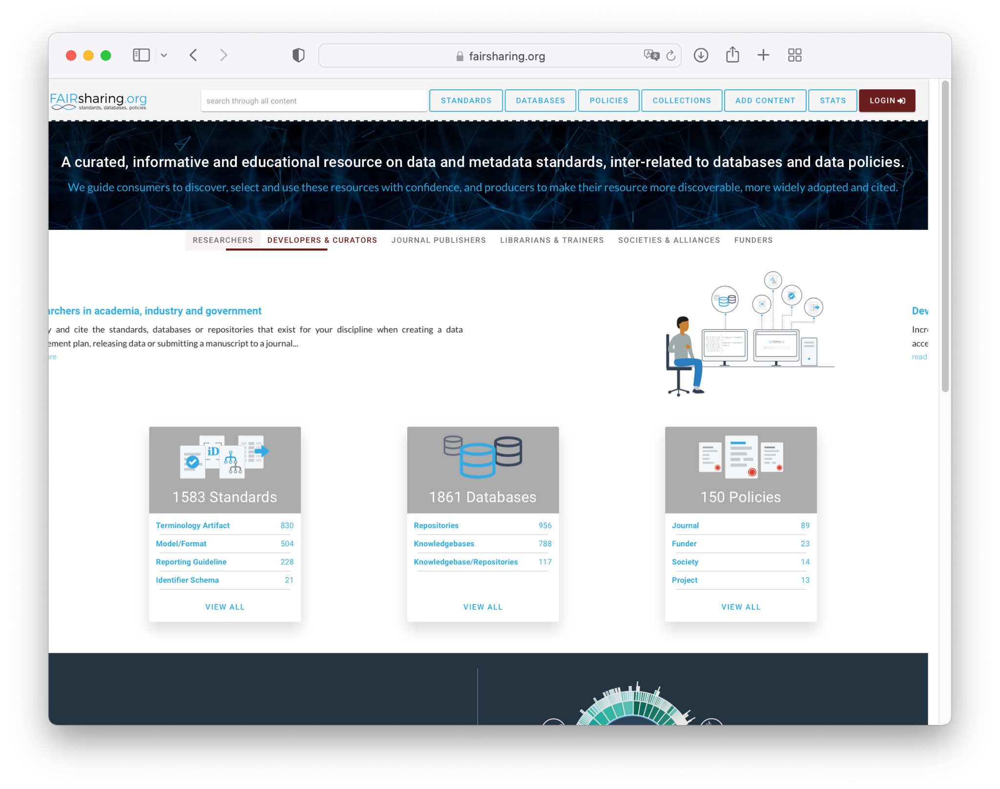 fairsharing.org
FAIRsharing.org
standards, databases, policies
search through all content
STANDARDS
DATABASES
POLICIES
COLLECTIONS
ADD CONTENT
STATS
LOGIN
A curated, informative and educational resource on data and metadata standards, inter-related to databases and data policies.
We guide consumers to discover, select and use these resources with confidence, and producers to make their resource more discoverable, more widely adopted and cited.
RESEARCHERS
DEVELOPERS & CURATORS
JOURNAL PUBLISHERS
LIBRARIANS & TRAINERS
SOCIETIES & ALLIANCES
FUNDERS
archers in academia, industry and government
y and cite the standards, databases or repositories that exist for your discipline when creating a data
ement plan, releasing data or submitting a manuscript to a journal...
ore
Dev
Incre
acce
read
iD
1583 Standards
Terminology Artifact 830
Model/Format 504
Reporting Guideline 228
Identifier Schema 21
VIEW ALL
1861 Databases
Repositories 956
Knowledgebases 788
Knowledgebase/Repositories 117
VIEW ALL
150 Policies
Journal 89
Funder 23
Society 14
Project 13
VIEW ALL